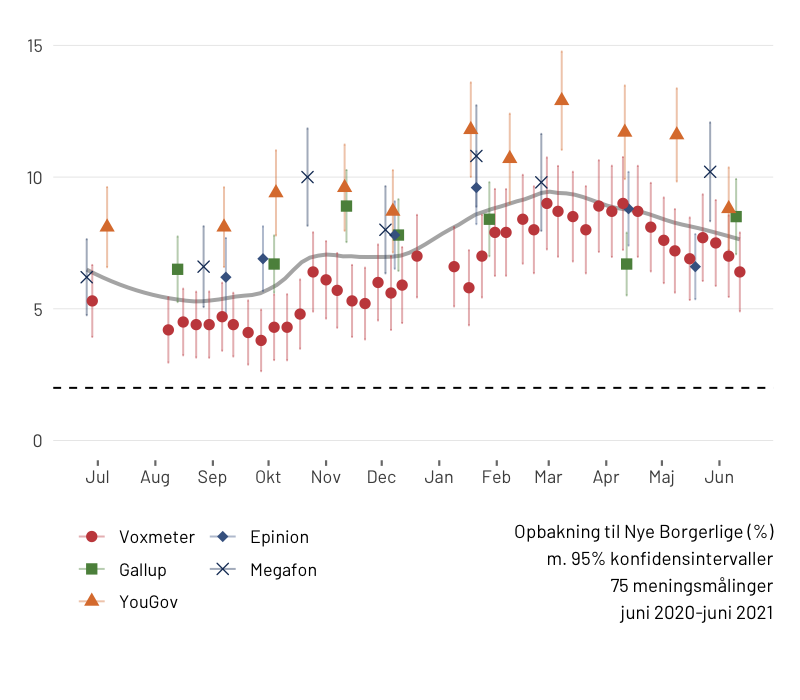 15
10
5
0
Jul Aug Sep Okt Nov Dec Jan Feb Mar Apr Maj Jun
Voxmeter Epinion
Gallup Megafon
YouGov
Opbakning til Nye Borgerlige (%)
m. 95% konfidensintervaller
75 meningsmålinger
juni 2020-juni 2021